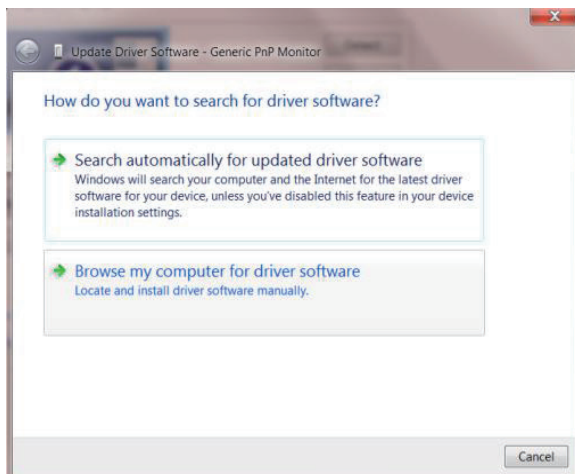 Update Driver Software - Generic PnP Monitor
How do you want to search for driver software?
Search automatically for updated driver software
Windows will search your computer and the Internet for the latest driver
software for your device, unless you've disabled this feature in your device
installation settings.
Browse my computer for driver software
Locate and install driver software manually.
Cancel